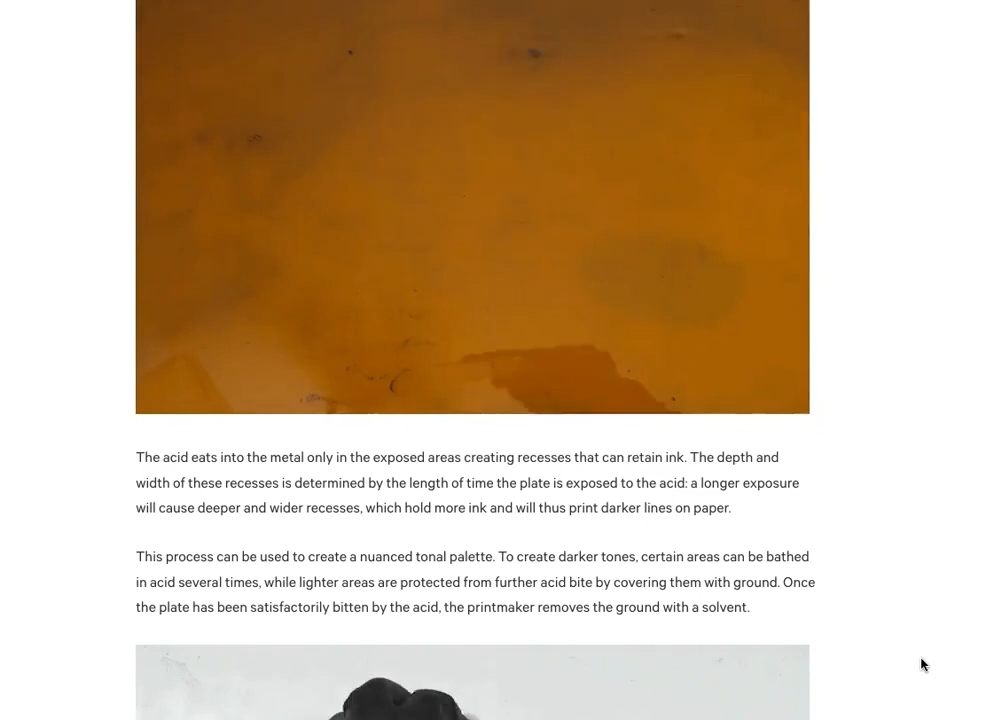 The acid eats into the metal only in the exposed areas creating recesses that can retain ink. The depth and
width of these recesses is determined by the length of time the plate is exposed to the acid: a longer exposure
will cause deeper and wider recesses, which hold more ink and will thus print darker lines on paper.
This process can be used to create a nuanced tonal palette. To create darker tones, certain areas can be bathed
in acid several times, while lighter areas are protected from further acid bite by covering them with ground. Once
the plate has been satisfactorily bitten by the acid, the printmaker removes the ground with a solvent.